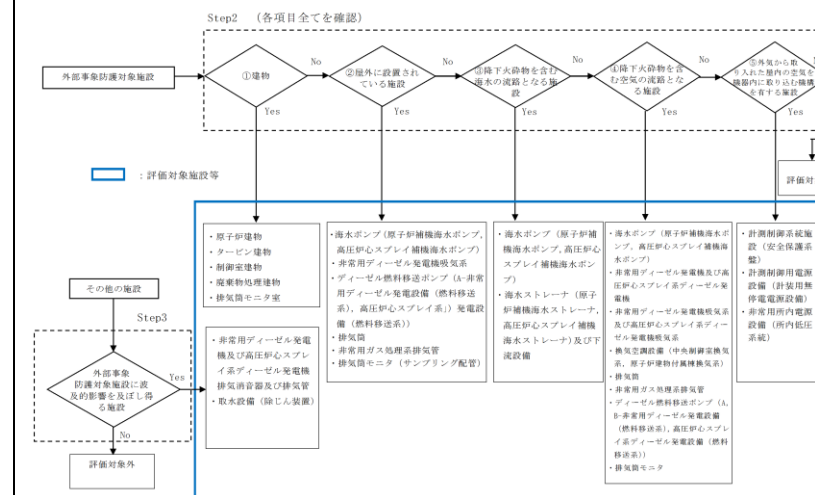 Step2 (各項目全てを確認)
外部事象防護対象施設
①建物
No
②屋外に設置され
ている施設
No
③降下火砕物を含む
海水の流路となる施
設
No
④降下火砕物を含
む空気の流路とな
る施設
No
⑤外気から取
り入れた屋内の空気を
機器内に取り込む機構
を有する施設
Yes
Yes
Yes
Yes
Yes
評価対
:評価対象施設等
・原子炉建物
・タービン建物
・制御室建物
・廃棄物処理建物
・排気筒モニタ室
・海水ポンプ(原子炉補機海水ポンプ,
高圧炉心スプレイ補機海水ポンプ)
・非常用ディーゼル発電機吸気系
・ディーゼル燃料移送ポンプ(A-非常
用ディーゼル発電設備(燃料移送
系),高圧炉心スプレイ系」)発電設
備(燃料移送系))
・排気筒
・非常用ガス処理系排気管
・排気筒モニタ(サンプリング配管)
・海水ポンプ(原子炉補
機海水ポンプ,高圧炉心
スプレイ補機海水ポン
プ)
・海水ストレーナ(原子
炉補機海水ストレーナ,
高圧炉心スプレイ補機
海水ストレーナ)及び下
流設備
・海水ポンプ(原子炉補機海水ポ
ンプ,高圧炉心スプレイ補機海
水ポンプ)
・非常用ディーゼル発電機及び高
圧炉心スプレイ系ディーゼル発
電機
・非常用ディーゼル発電機吸気系
及び高圧炉心スプレイ系ディー
ゼル発電機吸気系
・換気空調設備(中央制御室換気
系,原子炉建物付属棟換気系)
・排気筒
・非常用ガス処理系排気管
・ディーゼル燃料移送ポンプ(A,
B-非常用ディーゼル発電設備
(燃料移送系),高圧炉心スプレ
イ系ディーゼル発電設備(燃料
移送系))
・排気筒モニタ
・計測制御系統施
設(安全保護系
盤)
・計測制御用電源
設備(計装用無
停電電源設備)
・非常用所内電源
設備(所内低圧
系統)
その他の施設
Step3
外部事象
防護対象施設に波
及的影響を及ぼし得
る施設
Yes
No
評価対象外
・非常用ディーゼル発電
機及び高圧炉心スプレ
イ系ディーゼル発電機
排気消音器及び排気管
・取水設備(除じん装置)